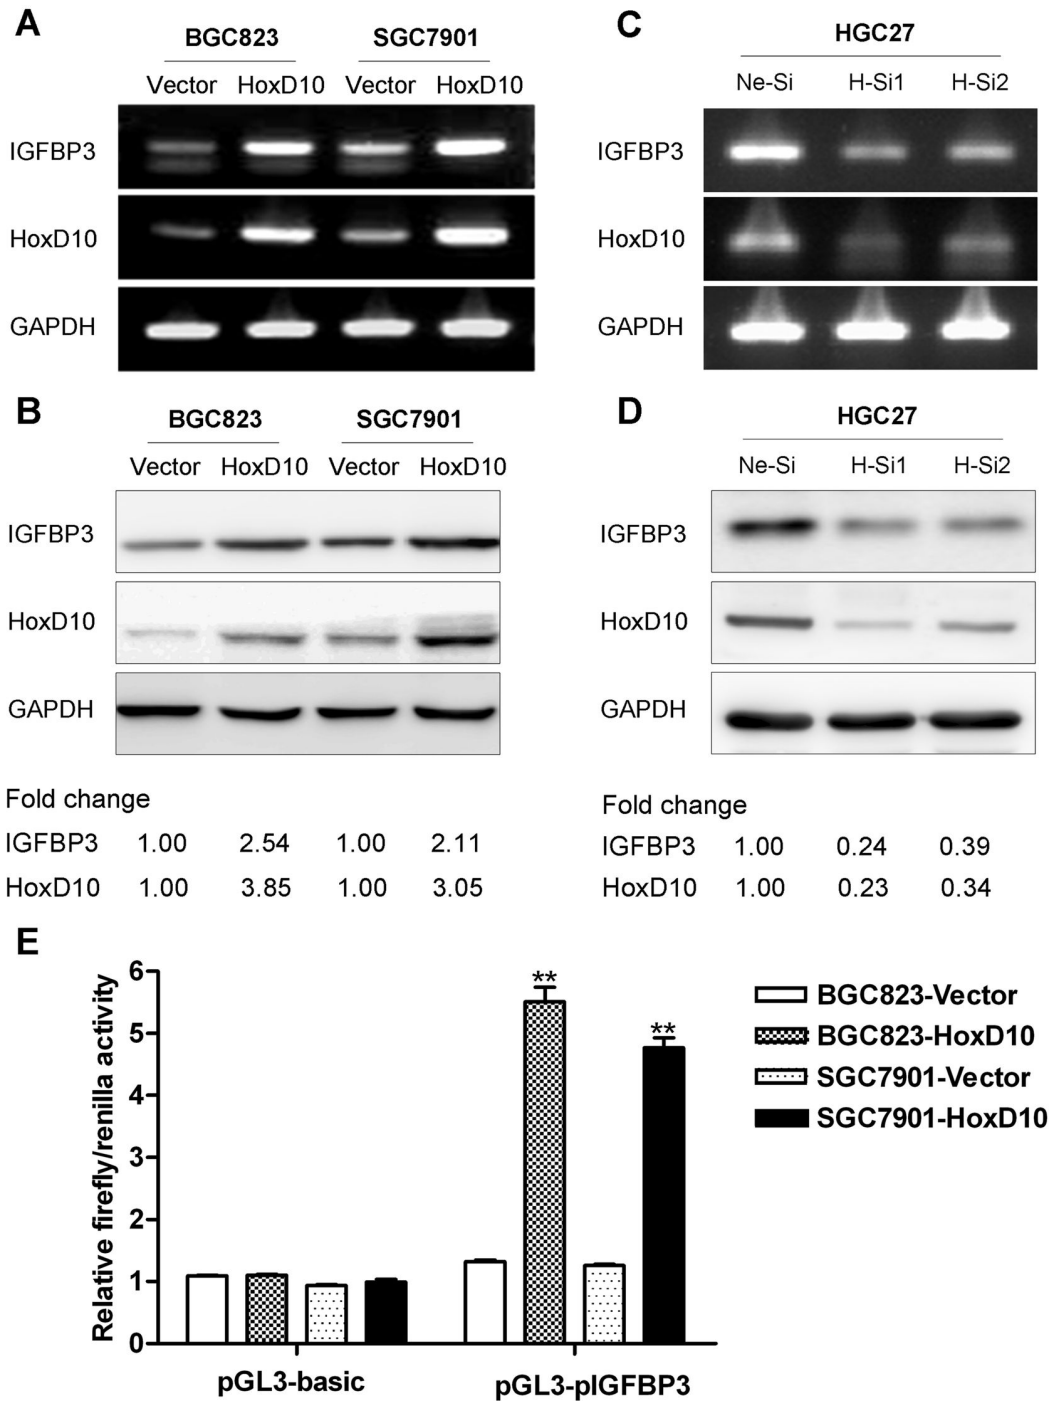 A
BGC823 SGC7901
Vector HoxD10 Vector HoxD10
IGFBP3
HoxD10
GAPDH
C
HGC27
Ne-Si H-Si1 H-Si2
IGFBP3
HoxD10
GAPDH
B
BGC823 SGC7901
Vector HoxD10 Vector HoxD10
IGFBP3
HoxD10
GAPDH
Fold change
IGFBP3 1.00 2.54 1.00 2.11
HoxD10 1.00 3.85 1.00 3.05
D
HGC27
Ne-Si H-Si1 H-Si2
IGFBP3
HoxD10
GAPDH
Fold change
IGFBP3 1.00 0.24 0.39
HoxD10 1.00 0.23 0.34
E
Relative firefly/renilla activity
6
5
4
3
2
1
0
**
**
pGL3-basic pGL3-pIGFBP3
BGC823-Vector
BGC823-HoxD10
SGC7901-Vector
SGC7901-HoxD10